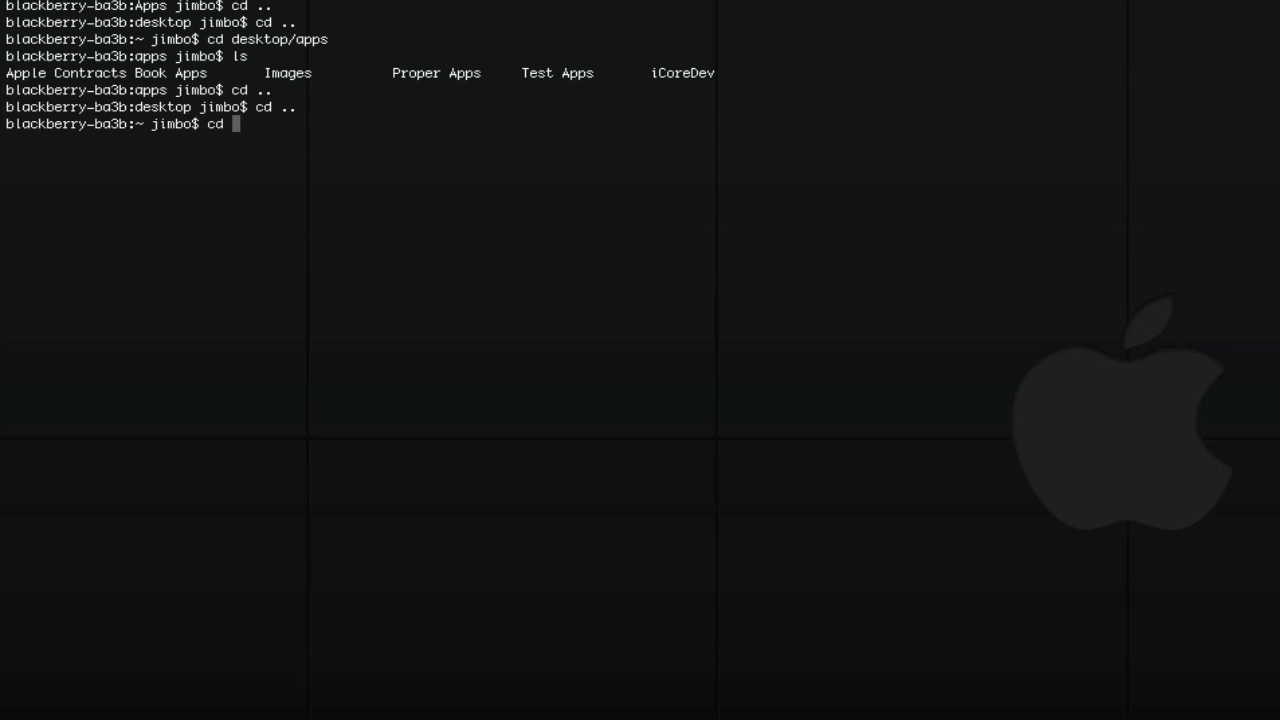 blackberry-ba3b:Apps jimbo$ cd ..
blackberry-ba3b:desktop jimbo$ cd ..
blackberry-ba3b:~ jimbo$ cd desktop/apps
blackberry-ba3b:apps jimbo$ ls
Apple Contracts Book Apps Images Proper Apps Test Apps iCoreDev
blackberry-ba3b:apps jimbo$ cd ..
blackberry-ba3b:desktop jimbo$ cd ..
blackberry-ba3b:~ jimbo$ cd